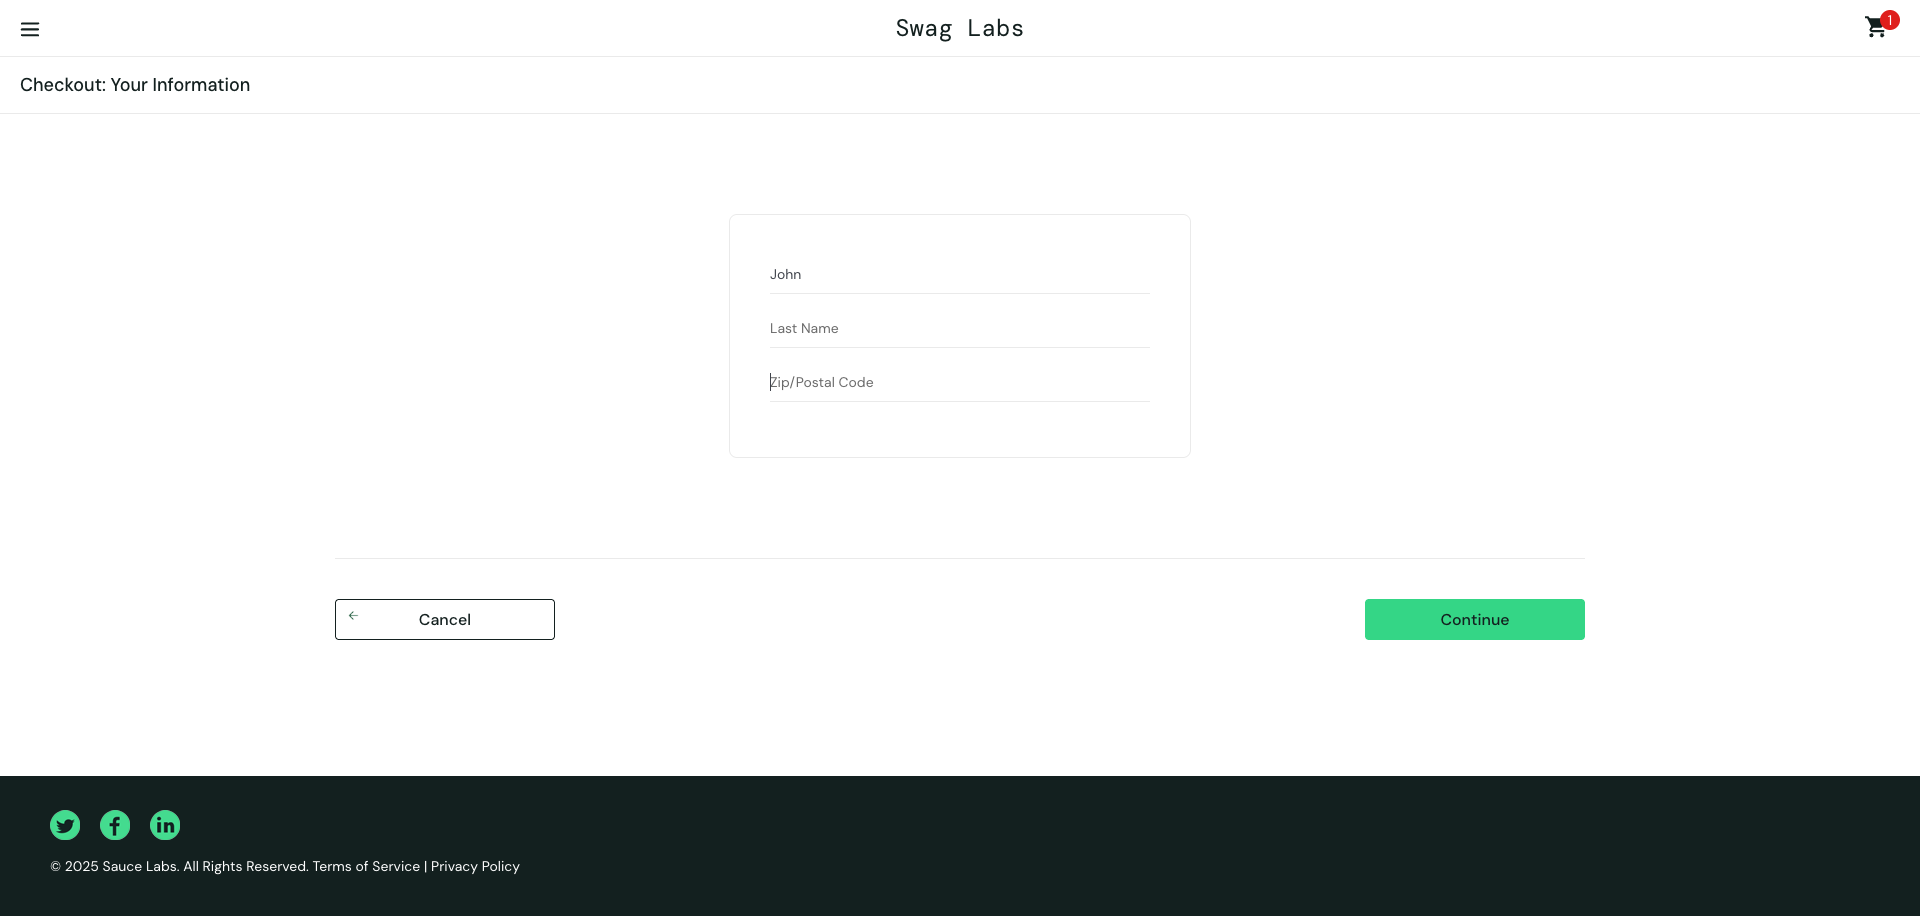 Swag Labs
1
Checkout: Your Information
John
Last Name
Zip/Postal Code
Cancel
Continue
© 2025 Sauce Labs. All Rights Reserved. Terms of Service | Privacy Policy